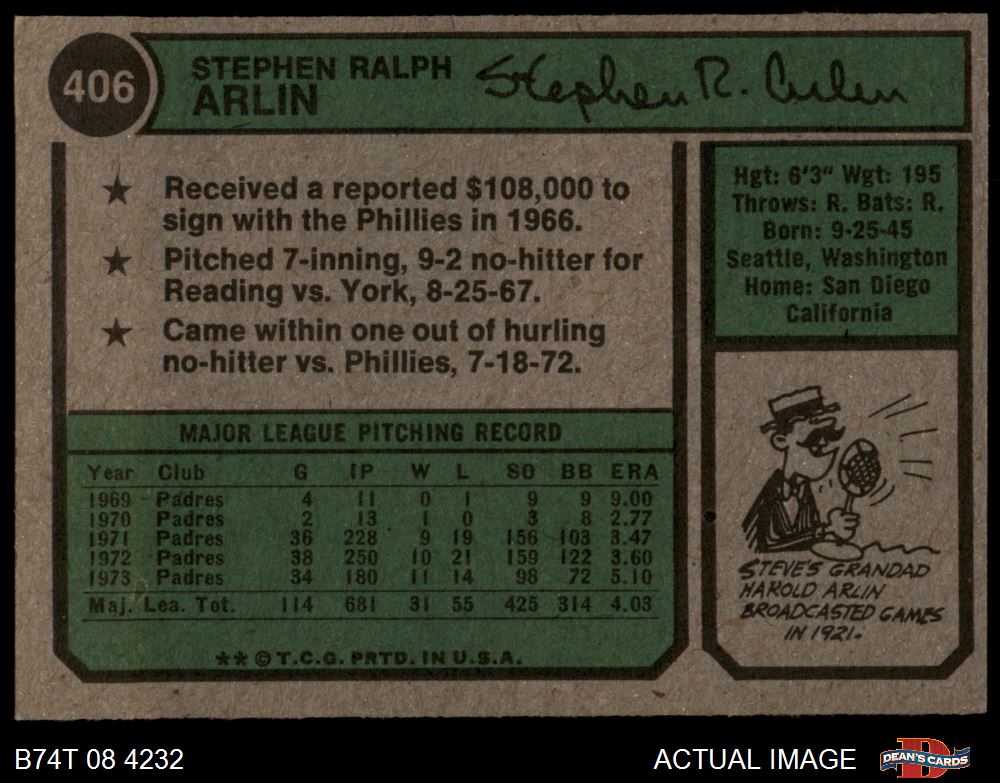 406
STEPHEN RALPH
ARLIN
Stephen R. Arlin
★ Received a reported $108,000 to
sign with the Phillies in 1966.
★ Pitched 7-inning, 9-2 no-hitter for
Reading vs. York, 8-25-67.
★ Came within one out of hurling
no-hitter vs. Phillies, 7-18-72.
Hgt: 6'3" Wgt: 195
Throws: R. Bats: R.
Born: 9-25-45
Seattle, Washington
Home: San Diego
California
MAJOR LEAGUE PITCHING RECORD
Year Club G IP W L SO BB ERA
1969 Padres 4 11 0 1 9 9 9.00
1970 Padres 2 13 1 0 3 8 2.77
1971 Padres 36 228 9 19 156 103 3.47
1972 Padres 38 250 10 21 159 122 3.60
1973 Padres 34 180 11 14 98 72 5.10
Maj. Lea. Tot. 114 681 31 55 425 314 4.03
** © T.C.G. PRTD. IN U.S.A.
STEVE'S GRANDAD
HAROLD ARLIN
BROADCASTED GAMES
IN 1921.
B74T 08 4232
ACTUAL IMAGE
D
DEAN'S CARDS